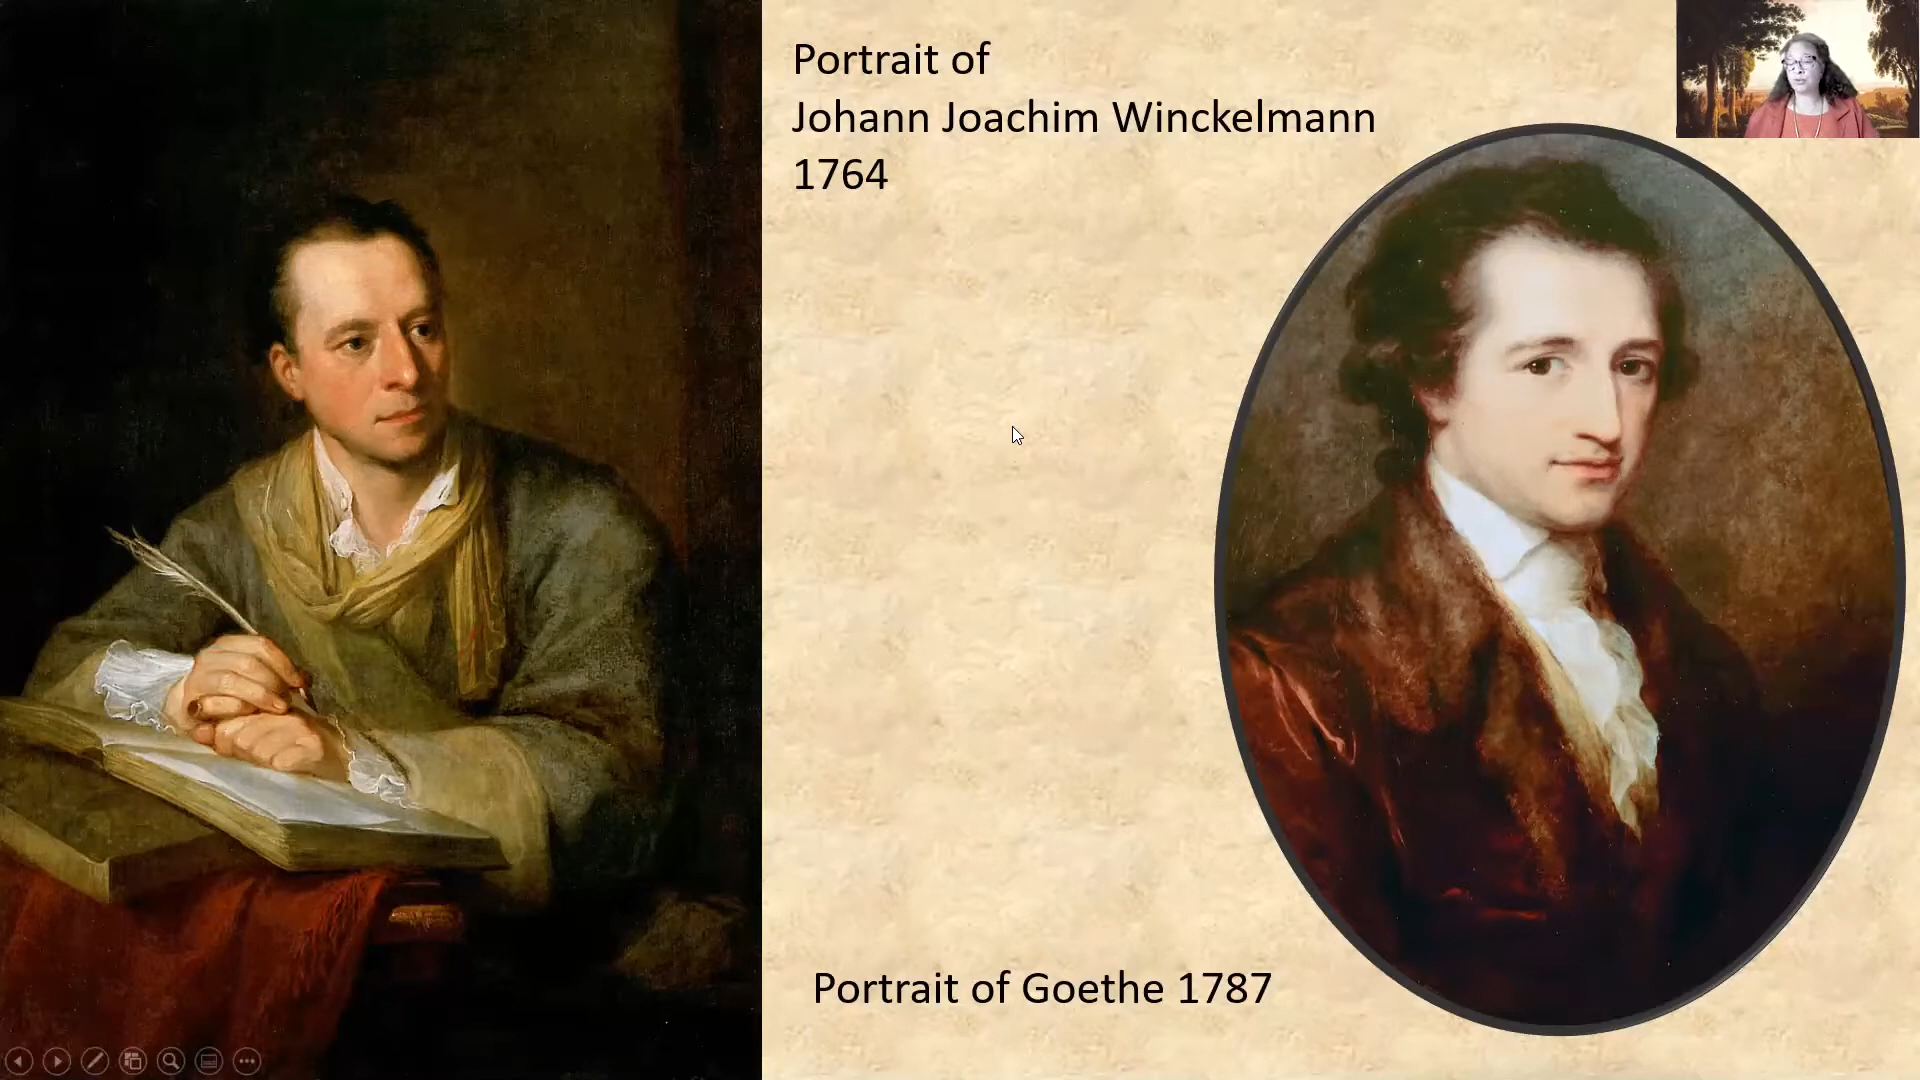 Portrait of
Johann Joachim Winckelmann
1764
Portrait of Goethe 1787